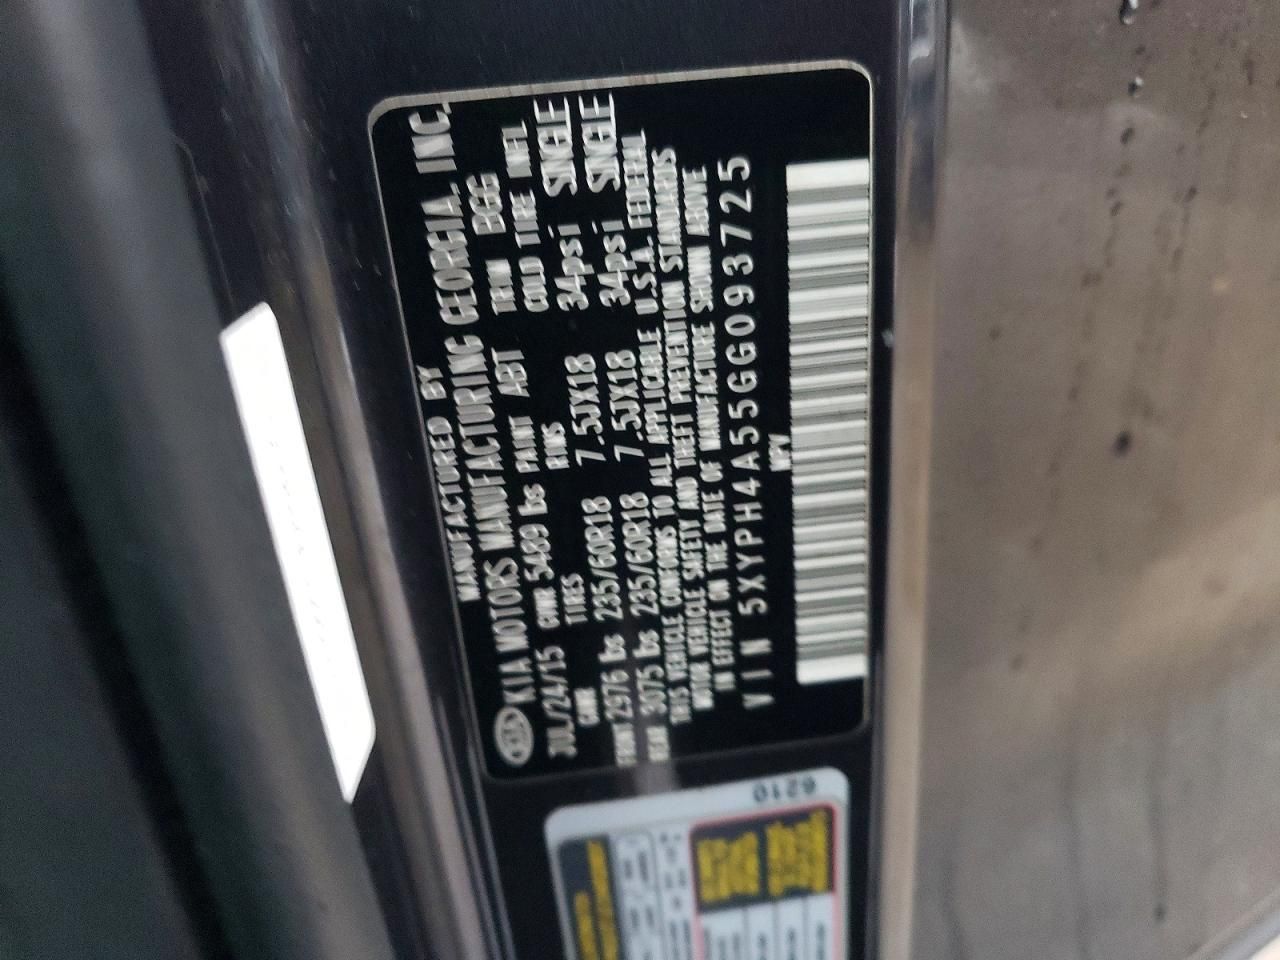 MANUFACTURED BY
KIA KIA MOTORS MANUFACTURING GEORGIA, INC.
JUL/24/15 GVWR 5489 lbs PAINT ABT TRIM BGG
GAWR TIRES RIMS COLD TIRE INFL
FRONT 2976 lbs 235/60R18 7.5JX18 34psi SINGLE
REAR 3075 lbs 235/60R18 7.5JX18 34psi SINGLE
THIS VEHICLE CONFORMS TO ALL APPLICABLE U.S.A. FEDERAL
MOTOR VEHICLE SAFETY AND THEFT PREVENTION STANDARDS
IN EFFECT ON THE DATE OF MANUFACTURE SHOWN ABOVE
VIN 5XYPH4A55GG093725
MPV
6210